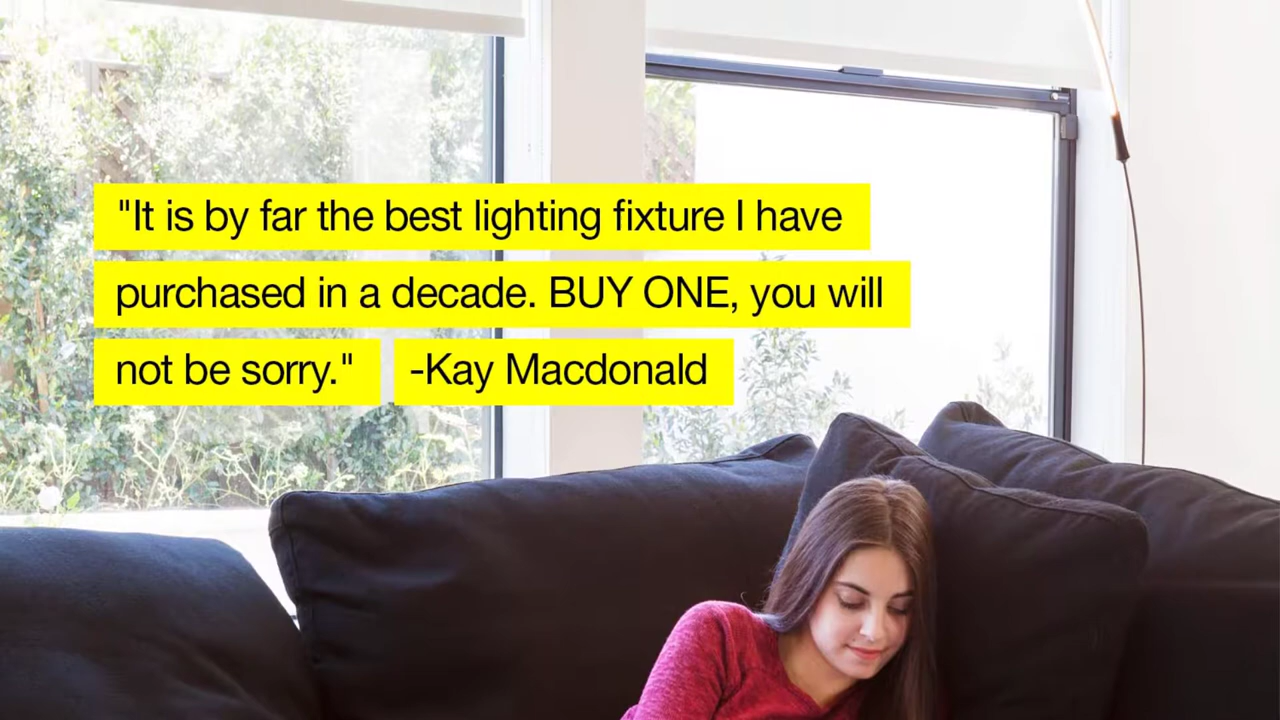 "It is by far the best lighting fixture I have
purchased in a decade. BUY ONE, you will
not be sorry." -Kay Macdonald